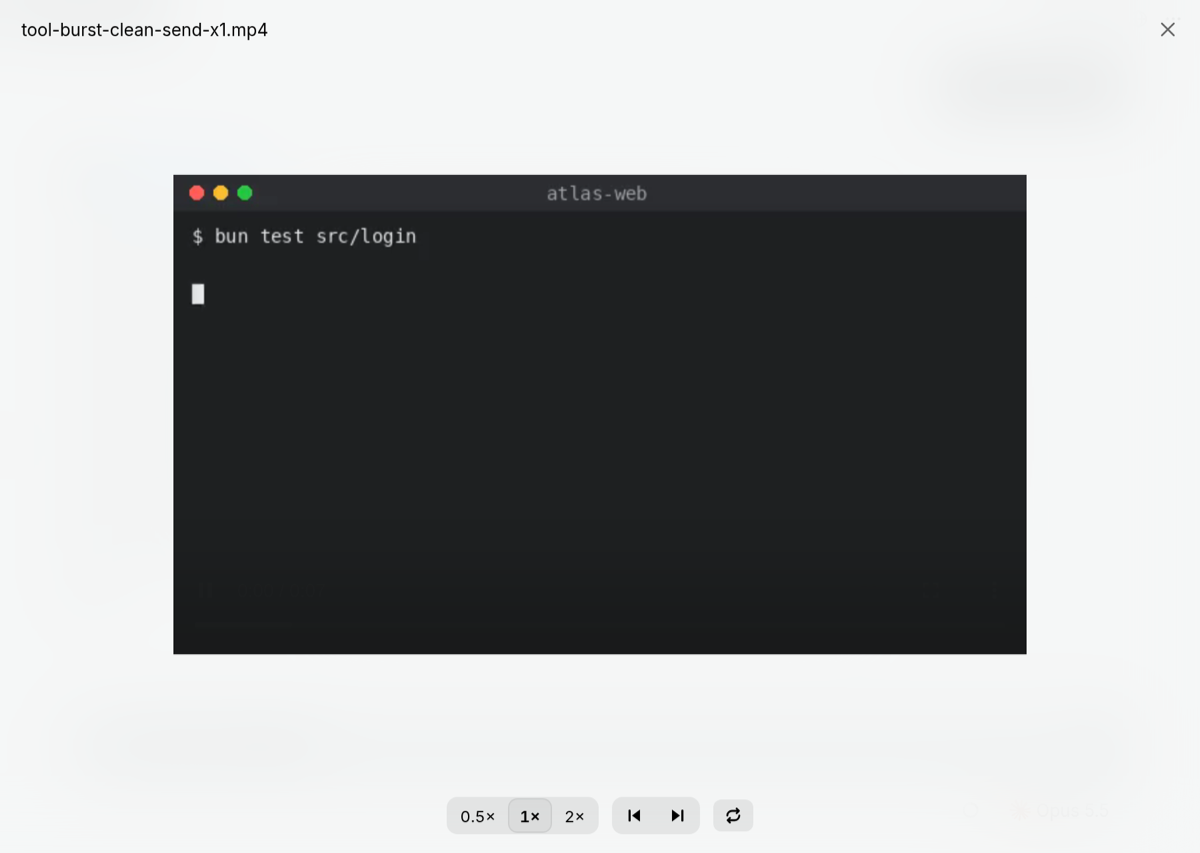 tool-burst-clean-send-x1.mp4
atlas-web
$ bun test src/login
0.5× 1× 2×